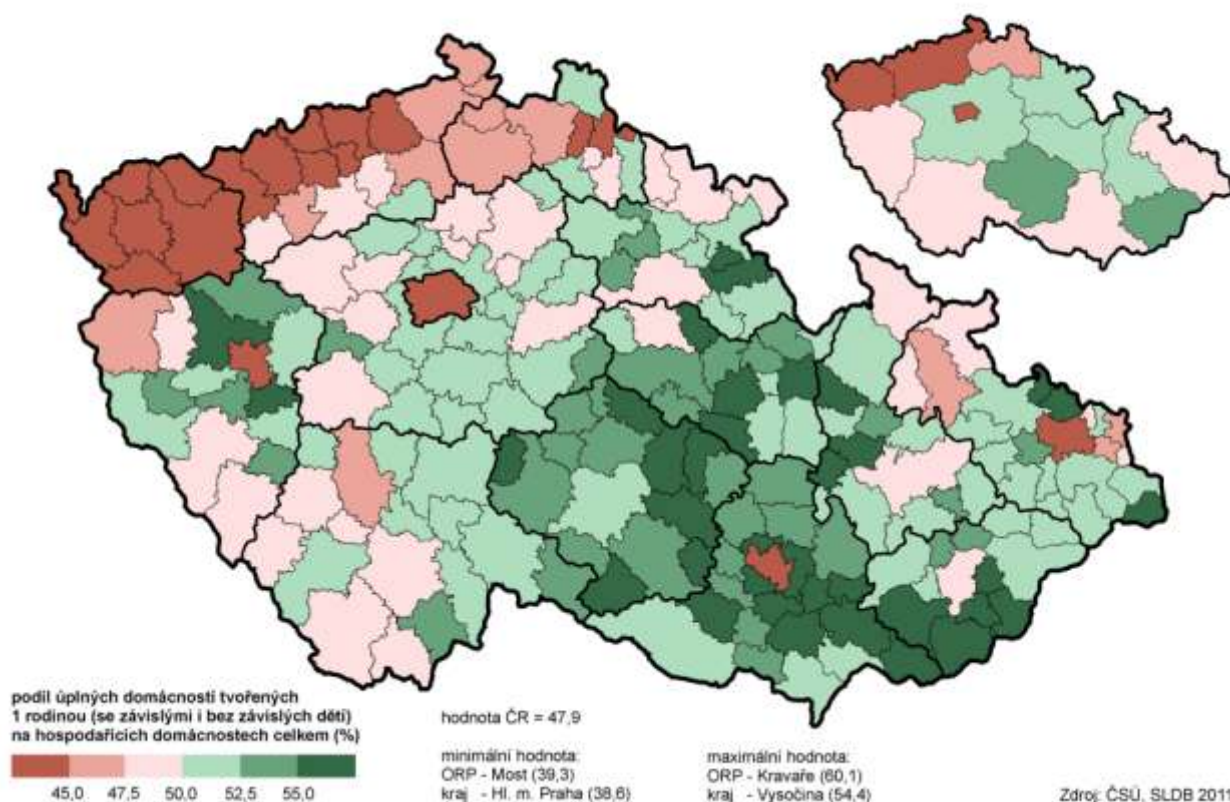 podíl úplných domácností tvořených
1 rodinou (se závislými i bez závislých dětí)
na hospodařících domácnostech celkem (%)
45,0 47,5 50,0 52,5 55,0
hodnota ČR = 47,9
minimální hodnota:
ORP - Most (39,3)
kraj - Hl. m. Praha (38,6)
maximální hodnota:
ORP - Kravaře (60,1)
kraj - Vysočina (54,4)
Zdroj: ČSÚ, SLDB